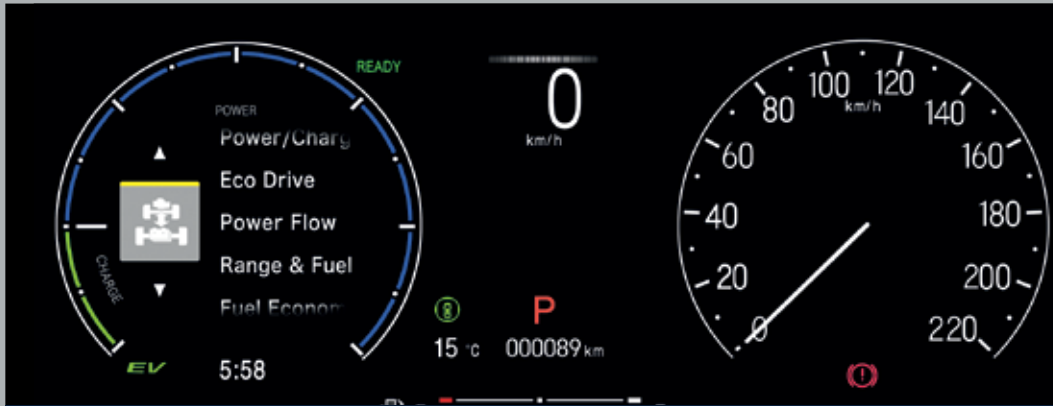 READY
POWER
Power/Charg
Eco Drive
Power Flow
Range & Fuel
Fuel Econom
CHARGE
EV
5:58
0
km/h
P
15 °C
000089 km
0
20
40
60
80
100
120
140
160
180
200
220
km/h